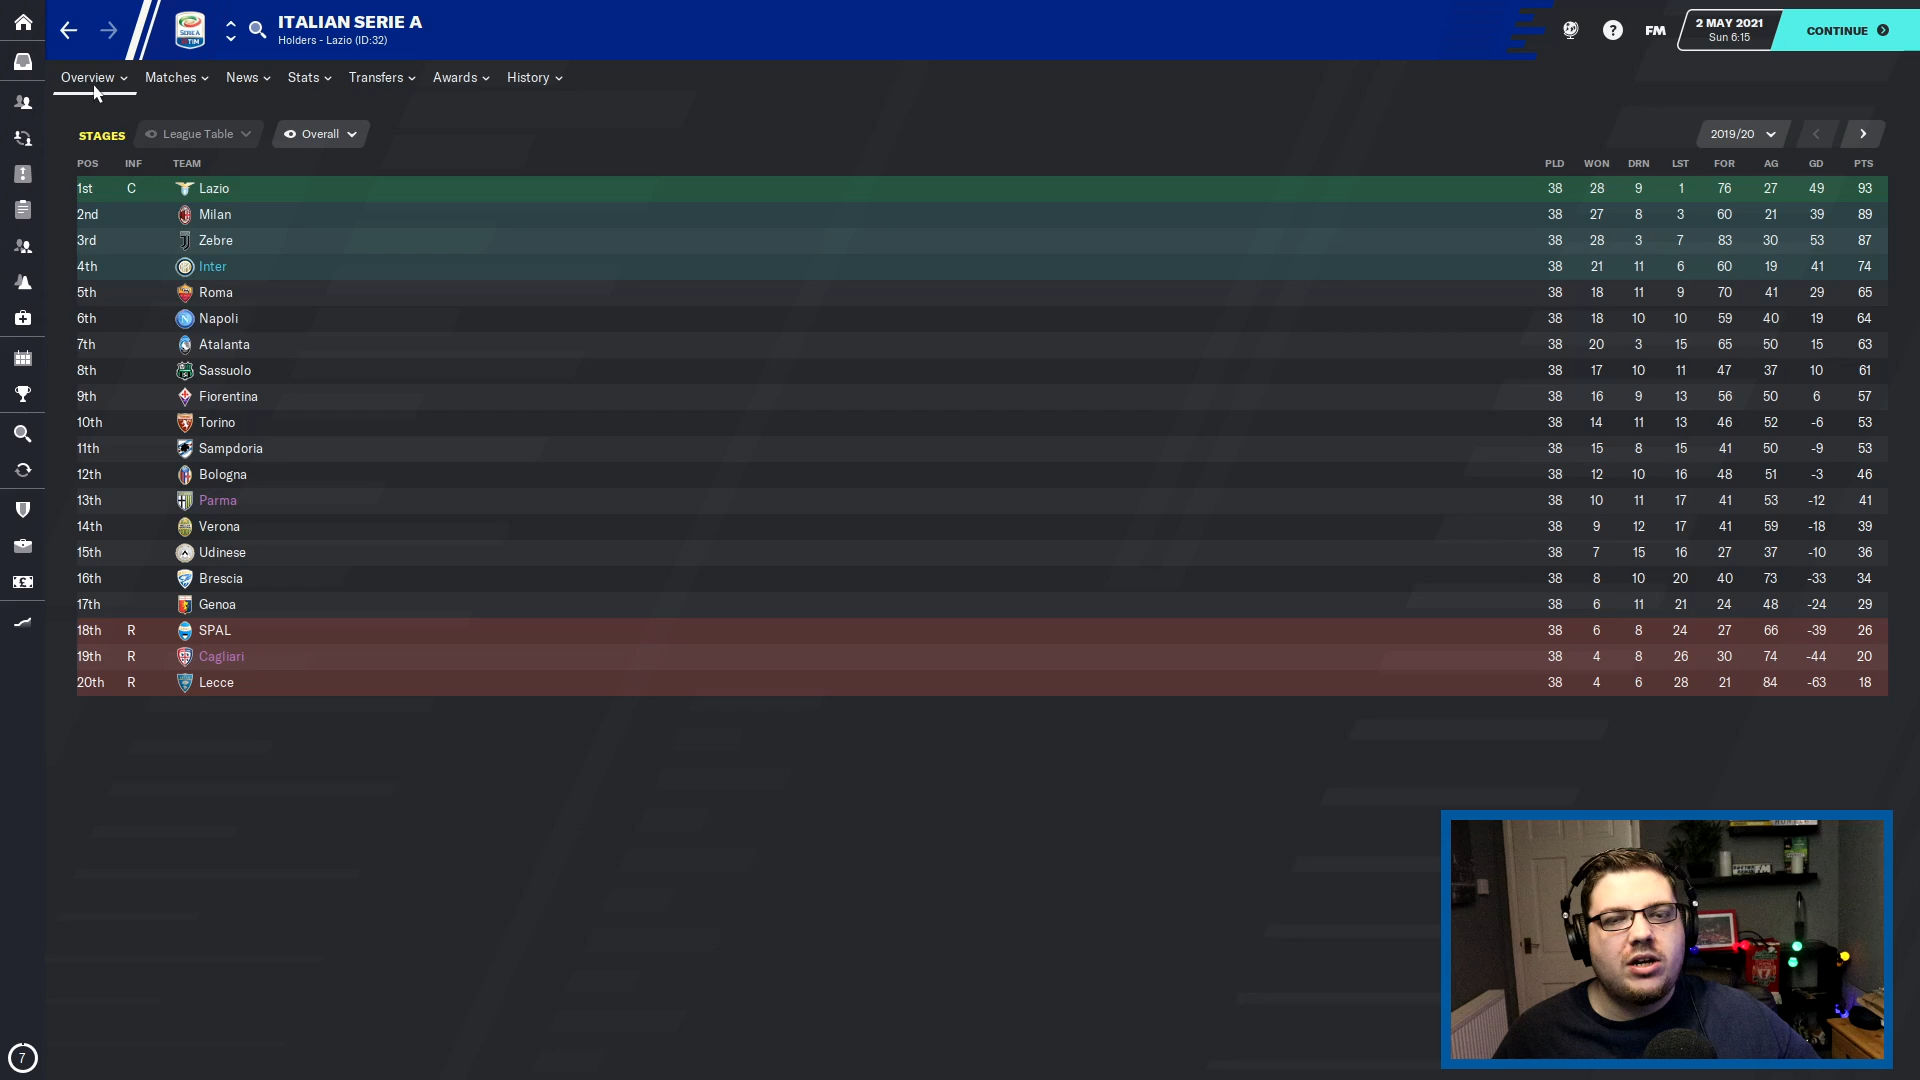 ITALIAN SERIE A
Holders - Lazio (ID:32)
FM
2 MAY 2021
Sun 6:15
CONTINUE
Overview Matches News Stats Transfers Awards History
STAGES League Table Overall 2019/20
POS INF TEAM PLD WON DRN LST FOR AG GD PTS
1st C Lazio 38 28 9 1 76 27 49 93
2nd Milan 38 27 8 3 60 21 39 89
3rd Zebre 38 28 3 7 83 30 53 87
4th Inter 38 21 11 6 60 19 41 74
5th Roma 38 18 11 9 70 41 29 65
6th Napoli 38 18 10 10 59 40 19 64
7th Atalanta 38 20 3 15 65 50 15 63
8th Sassuolo 38 17 10 11 47 37 10 61
9th Fiorentina 38 16 9 13 56 50 6 57
10th Torino 38 14 11 13 46 52 -6 53
11th Sampdoria 38 15 8 15 41 50 -9 53
12th Bologna 38 12 10 16 48 51 -3 46
13th Parma 38 10 11 17 41 53 -12 41
14th Verona 38 9 12 17 41 59 -18 39
15th Udinese 38 7 15 16 27 37 -10 36
16th Brescia 38 8 10 20 40 73 -33 34
17th Genoa 38 6 11 21 24 48 -24 29
18th R SPAL 38 6 8 24 27 66 -39 26
19th R Cagliari 38 4 8 26 30 74 -44 20
20th R Lecce 38 4 6 28 21 84 -63 18
7